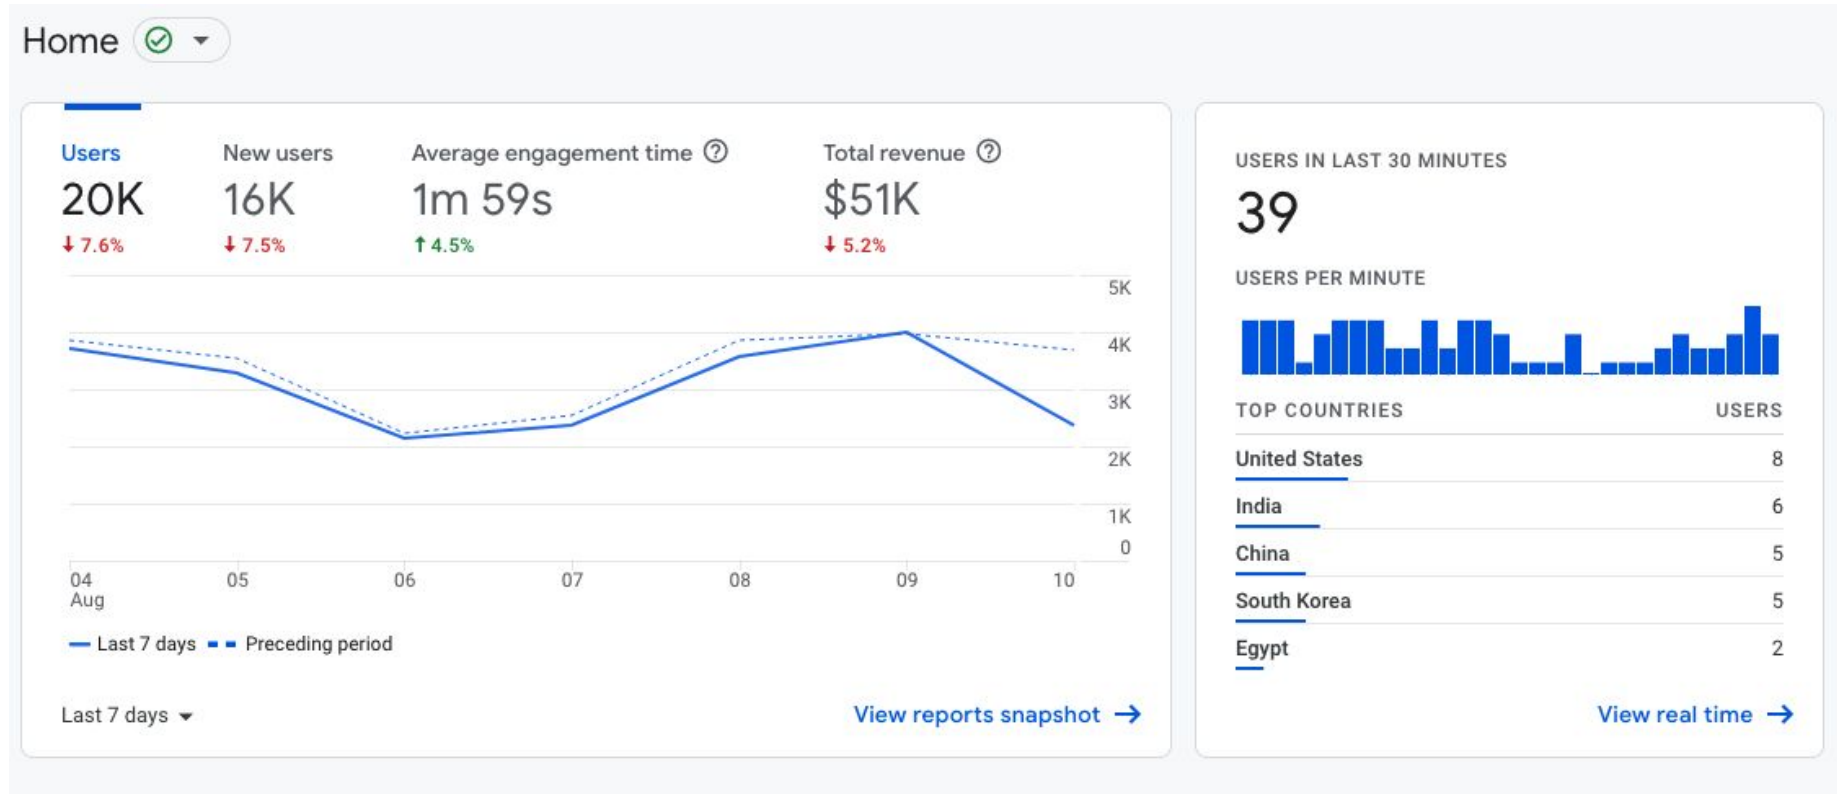 Home
Users
20K
7.6%
New users
16K
7.5%
Average engagement time
1m 59s
4.5%
Total revenue
$51K
5.2%
5K
4K
3K
2K
1K
0
04 05 06 07 08 09 10
Aug
Last 7 days Preceding period
Last 7 days
View reports snapshot
USERS IN LAST 30 MINUTES
39
USERS PER MINUTE
TOP COUNTRIES USERS
United States 8
India 6
China 5
South Korea 5
Egypt 2
View real time